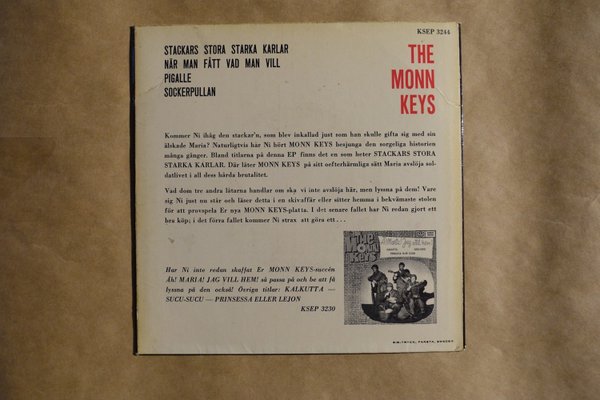 KSEP 3244
STACKARS STORA STARKA KARLAR
NÄR MAN FÅTT VAD MAN VILL
PIGALLE
SOCKERPULLAN
THE
MONN
KEYS
Kommer Ni ihåg den stackar'n, som blev inkallad just som han skulle gifta sig med sin
älskade Maria? Naturligtvis har Ni hört MONN KEYS besjunga den sorgeliga historien
många gånger. Bland titlarna på denna EP finns det en som heter STACKARS STORA
STARKA KARLAR. Där låter MONN KEYS på sitt oefterhärmliga sätt Maria avslöja sol-
datlivet i all dess hårda brutalitet.
Vad dom tre andra låtarna handlar om ska vi inte avslöja här, men lyssna på dem! Vare
sig Ni just nu står och läser detta i en skivaffär eller sitter hemma i bekvämaste stolen
för att provspela Er nya MONN KEYS-platta. I det senare fallet har Ni redan gjort ett
bra köp; i det förra fallet kommer Ni strax att göra ett . . .
Har Ni inte redan skaffat Er MONN KEYS-succén
Åh! MARIA! JAG VILL HEM! så passa på och be att få
lyssna på den också! Övriga titlar: KALKUTTA —
SUCU-SUCU — PRINSESSA ELLER LEJON
KSEP 3230
The
Monn
Keys